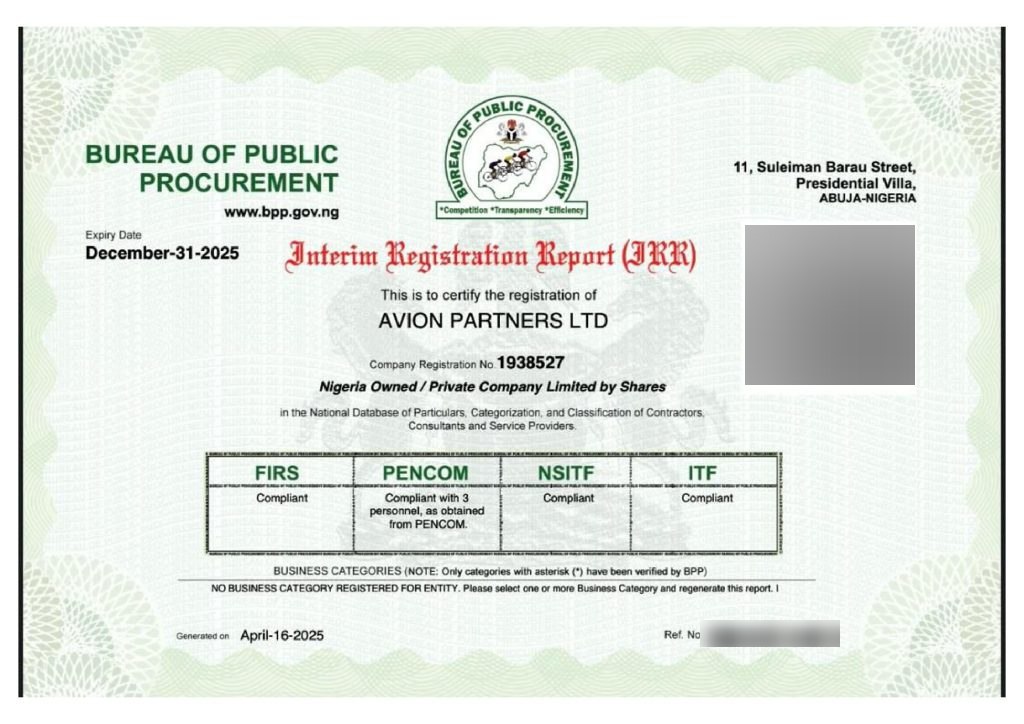 BUREAU OF PUBLIC
PROCUREMENT
www.bpp.gov.ng
BUREAU OF PUBLIC PROCUREMENT
*Competition *Transparency *Efficiency
11, Suleiman Barau Street,
Presidential Villa,
ABUJA-NIGERIA
Expiry Date
December-31-2025
Interim Registration Report (IRR)
This is to certify the registration of
AVION PARTNERS LTD
Company Registration No 1938527
Nigeria Owned / Private Company Limited by Shares
in the National Database of Particulars, Categorization, and Classification of Contractors,
Consultants and Service Providers.
FIRS PENCOM NSITF ITF
Compliant Compliant with 3 Compliant Compliant
personnel, as obtained
from PENCOM.
BUSINESS CATEGORIES (NOTE: Only categories with asterisk (*) have been verified by BPP)
NO BUSINESS CATEGORY REGISTERED FOR ENTITY. Please select one or more Business Category and regenerate this report. |
Generated on April-16-2025
Ref. No